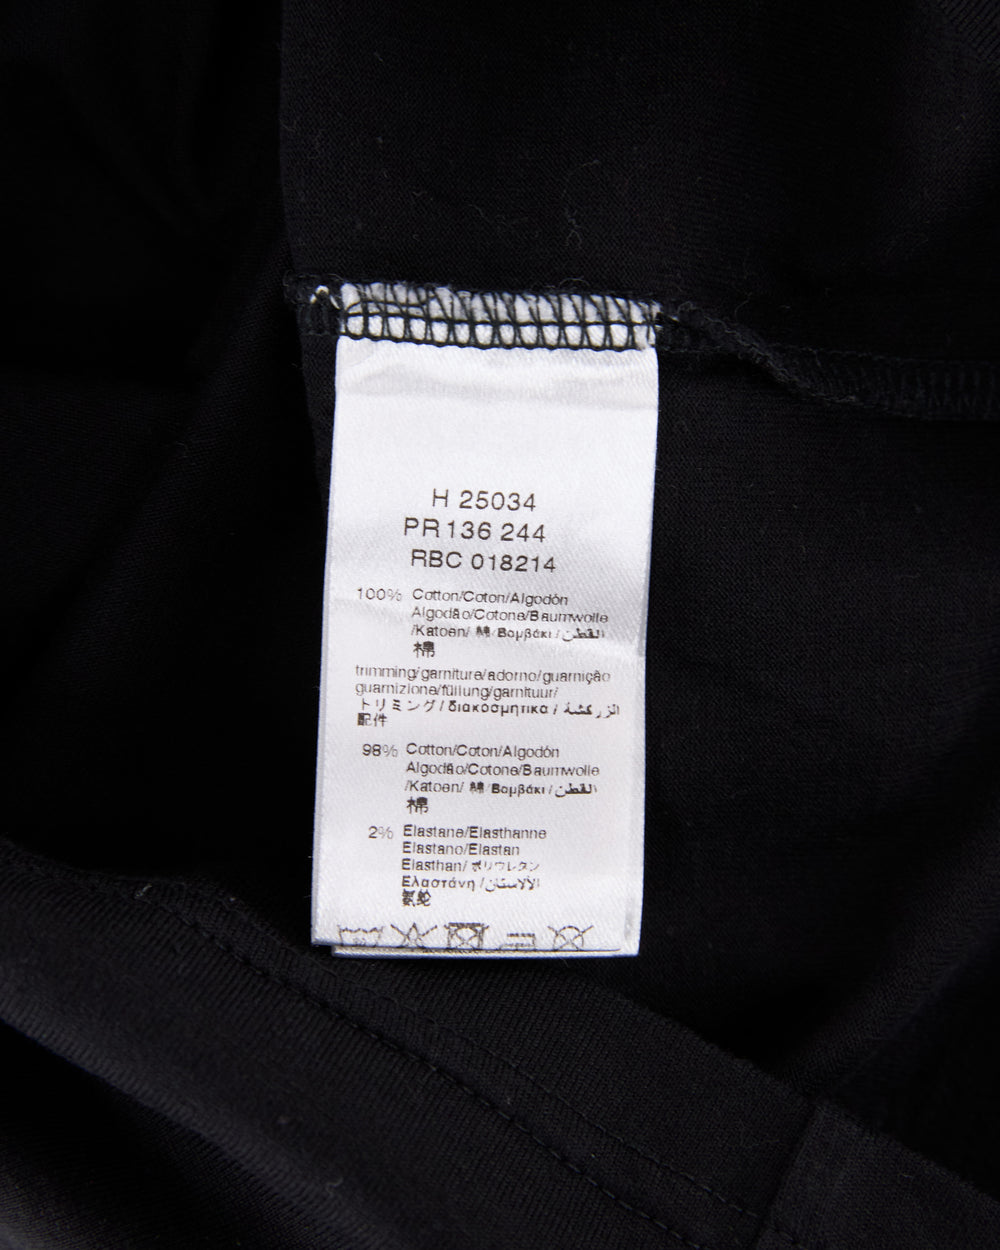 H 25034
PR 136 244
RBC 018214
100% Cotton/Coton/Algodón
Algodão/Cotone/Baumwolle
/Katoen/ 綿/Βαμβάκι/القطن
棉
trimming/garniture/adorno/guarnição
guarnizione/füllung/garnituur/
トリミング/διακοσμητικα/الزركشة
配件
98% Cotton/Coton/Algodón
Algodão/Cotone/Baumwolle
/Katoen/ 綿/Βαμβάκι/القطن
棉
2% Elastane/Elasthanne
Elastano/Elastan
Elasthan/ポリウレタン
Ελαστάνη/الألاستان
氨纶